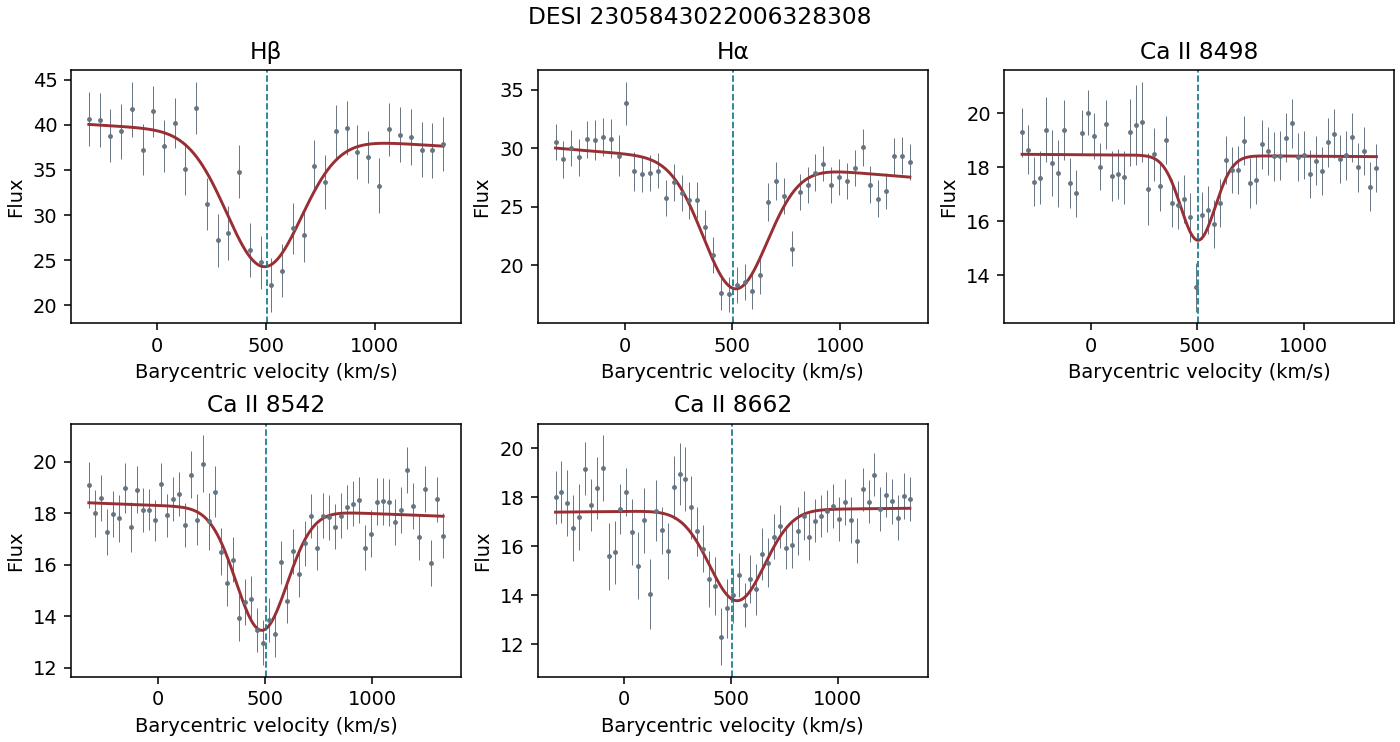 DESI 2305843022006328308
Hβ
Flux
45
40
35
30
25
20
0
500
1000
Barycentric velocity (km/s)
Hα
Flux
35
30
25
20
0
500
1000
Barycentric velocity (km/s)
Ca II 8498
Flux
20
18
16
14
0
500
1000
Barycentric velocity (km/s)
Ca II 8542
Flux
20
18
16
14
12
0
500
1000
Barycentric velocity (km/s)
Ca II 8662
Flux
20
18
16
14
12
0
500
1000
Barycentric velocity (km/s)